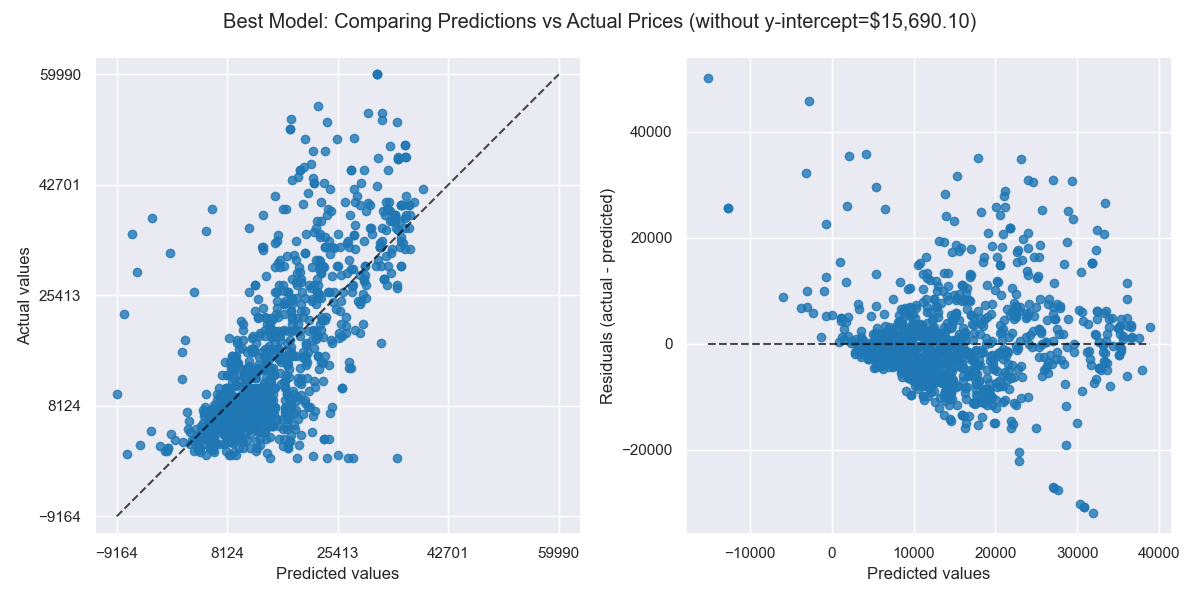 Best Model: Comparing Predictions vs Actual Prices (without y-intercept=$15,690.10)
59990
42701
25413
8124
−9164
Actual values
−9164 8124 25413 42701 59990
Predicted values
40000
20000
0
−20000
Residuals (actual - predicted)
−10000 0 10000 20000 30000 40000
Predicted values